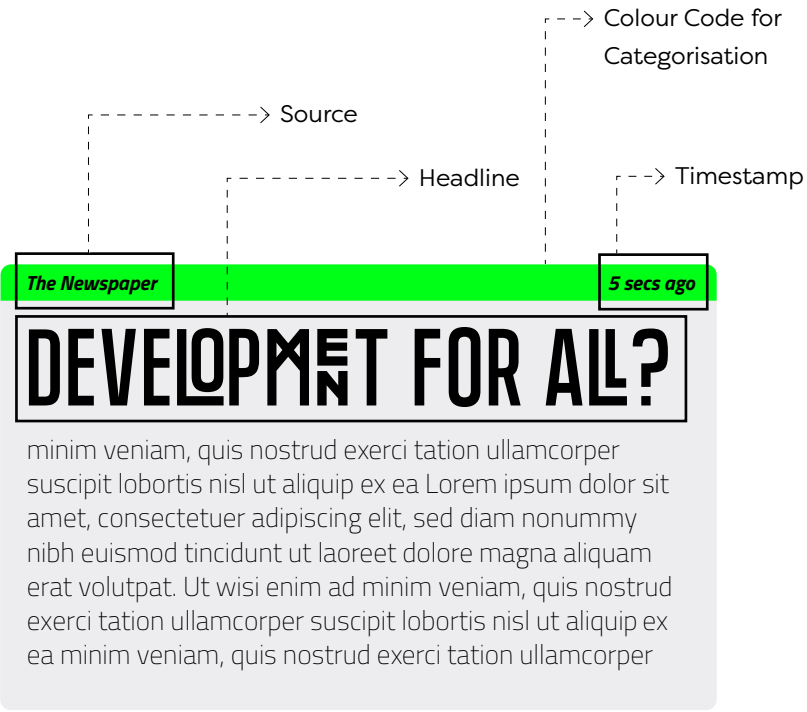 Colour Code for
Categorisation
Source
Headline
Timestamp
The Newspaper
5 secs ago
DEVELOPMENT FOR ALL?
minim veniam, quis nostrud exerci tation ullamcorper
suscipit lobortis nisl ut aliquip ex ea Lorem ipsum dolor sit
amet, consectetuer adipiscing elit, sed diam nonummy
nibh euismod tincidunt ut laoreet dolore magna aliquam
erat volutpat. Ut wisi enim ad minim veniam, quis nostrud
exerci tation ullamcorper suscipit lobortis nisl ut aliquip ex
ea minim veniam, quis nostrud exerci tation ullamcorper